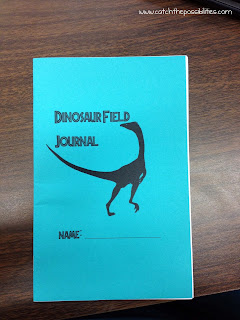 www.catchthepossibilities.com
DINOSAUR FIELD
JOURNAL
NAME: